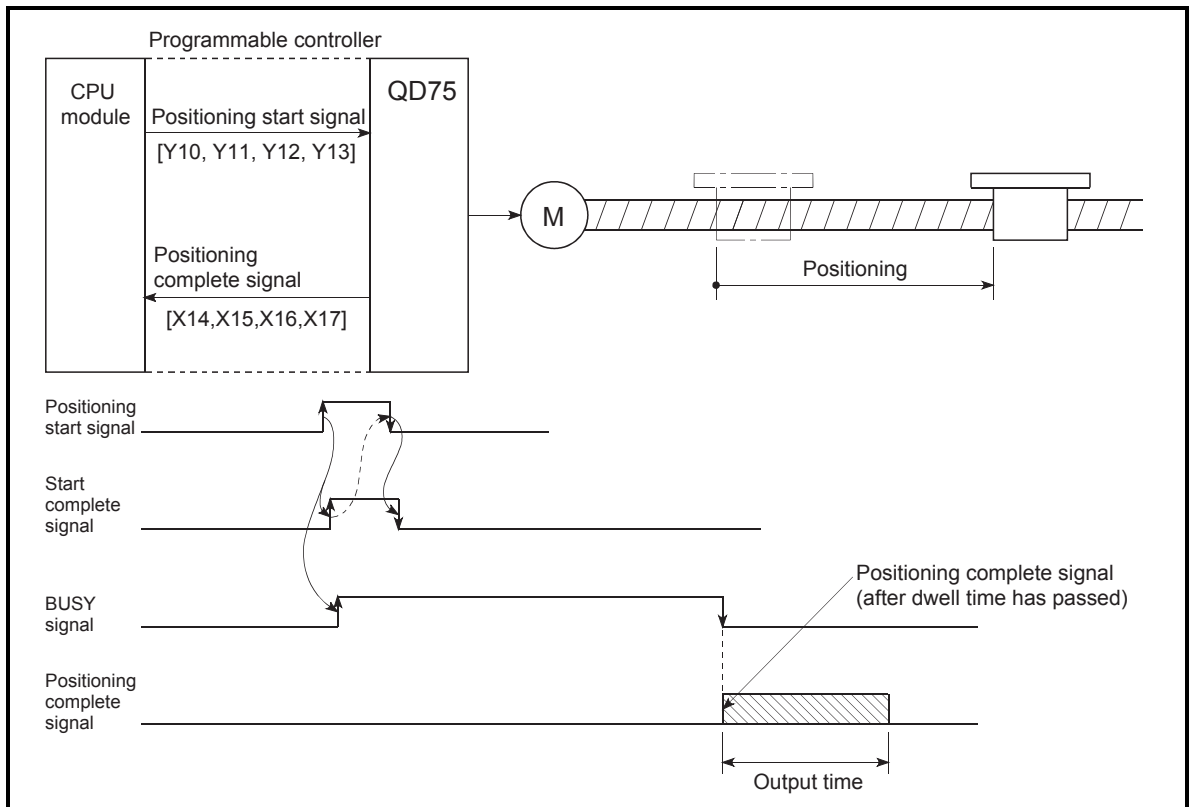 Programmable controller
CPU
module
QD75
Positioning start signal
[Y10, Y11, Y12, Y13]
M
Positioning
complete signal
[X14,X15,X16,X17]
Positioning
Positioning
start signal
Start
complete
signal
BUSY
signal
Positioning complete signal
(after dwell time has passed)
Positioning
complete
signal
Output time